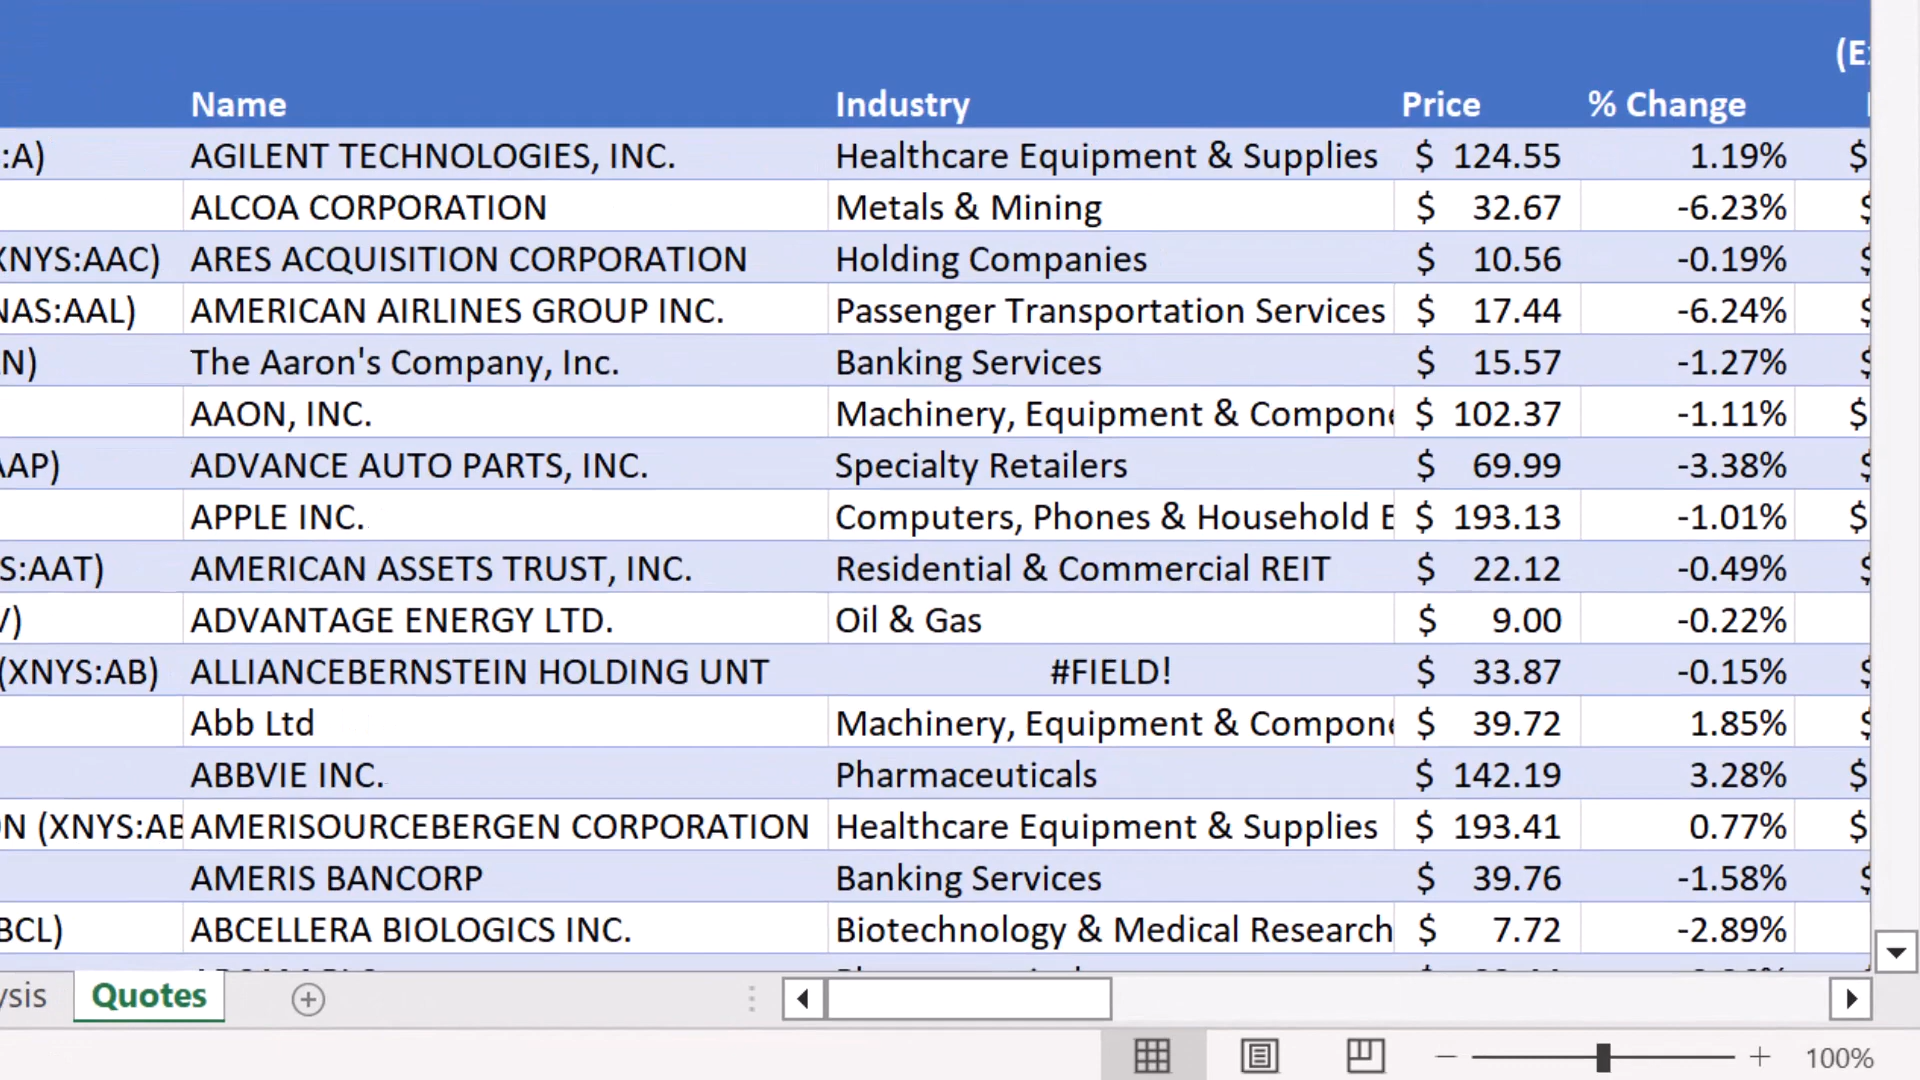 (E
Name Industry Price % Change
:A) AGILENT TECHNOLOGIES, INC. Healthcare Equipment & Supplies $ 124.55 1.19% $
ALCOA CORPORATION Metals & Mining $ 32.67 -6.23% $
XNYS:AAC) ARES ACQUISITION CORPORATION Holding Companies $ 10.56 -0.19% $
NAS:AAL) AMERICAN AIRLINES GROUP INC. Passenger Transportation Services $ 17.44 -6.24% $
N) The Aaron's Company, Inc. Banking Services $ 15.57 -1.27% $
AAON, INC. Machinery, Equipment & Compone $ 102.37 -1.11% $
AAP) ADVANCE AUTO PARTS, INC. Specialty Retailers $ 69.99 -3.38% $
APPLE INC. Computers, Phones & Household E $ 193.13 -1.01% $
S:AAT) AMERICAN ASSETS TRUST, INC. Residential & Commercial REIT $ 22.12 -0.49% $
) ADVANTAGE ENERGY LTD. Oil & Gas $ 9.00 -0.22%
(XNYS:AB) ALLIANCEBERNSTEIN HOLDING UNT #FIELD! $ 33.87 -0.15% $
Abb Ltd Machinery, Equipment & Compone $ 39.72 1.85% $
ABBVIE INC. Pharmaceuticals $ 142.19 3.28% $
ON (XNYS:AB AMERISOURCEBERGEN CORPORATION Healthcare Equipment & Supplies $ 193.41 0.77% $
AMERIS BANCORP Banking Services $ 39.76 -1.58% $
BCL) ABCELLERA BIOLOGICS INC. Biotechnology & Medical Research $ 7.72 -2.89%
ysis Quotes
100%